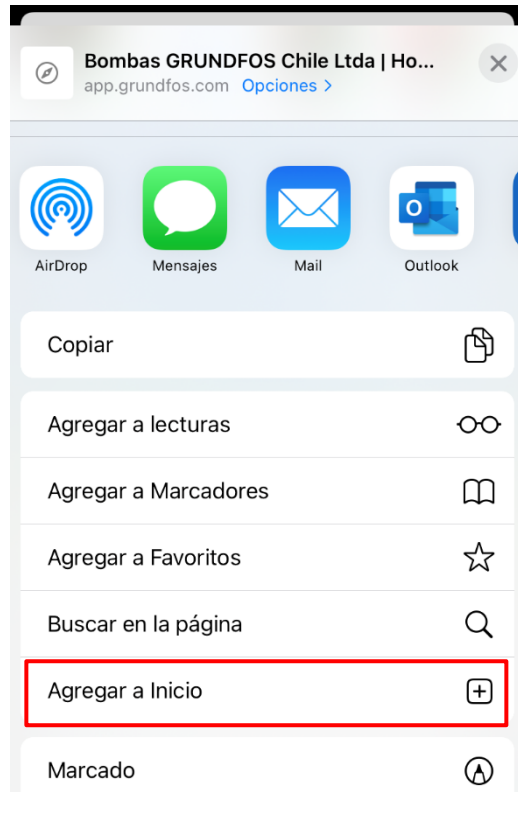 Bombas GRUNDFOS Chile Ltda | Ho...
app.grundfos.com Opciones >
AirDrop Mensajes Mail Outlook
Copiar
Agregar a lecturas
Agregar a Marcadores
Agregar a Favoritos
Buscar en la página
Agregar a Inicio
Marcado